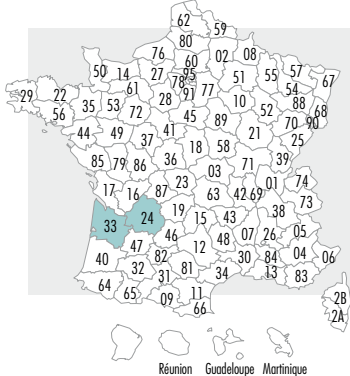 62
59
80
76 02 08
60
50 14 27 95 51 55 57 67
78
61 91 77 54
29 22 35 53 28 10 52 88 68
56 72 45 89 70 90
44 49 37 41 21 25
18 58
85 79 86 36 71 39
03
17 16 87 23 01 74
63 42 69
33 24 19 38 73
15 43
47 46 07 26 05
48
40 82 12 30 84 04 06
32 81 34 13 83
31
64 65 09 11
66
2B
2A
Réunion Guadeloupe Martinique